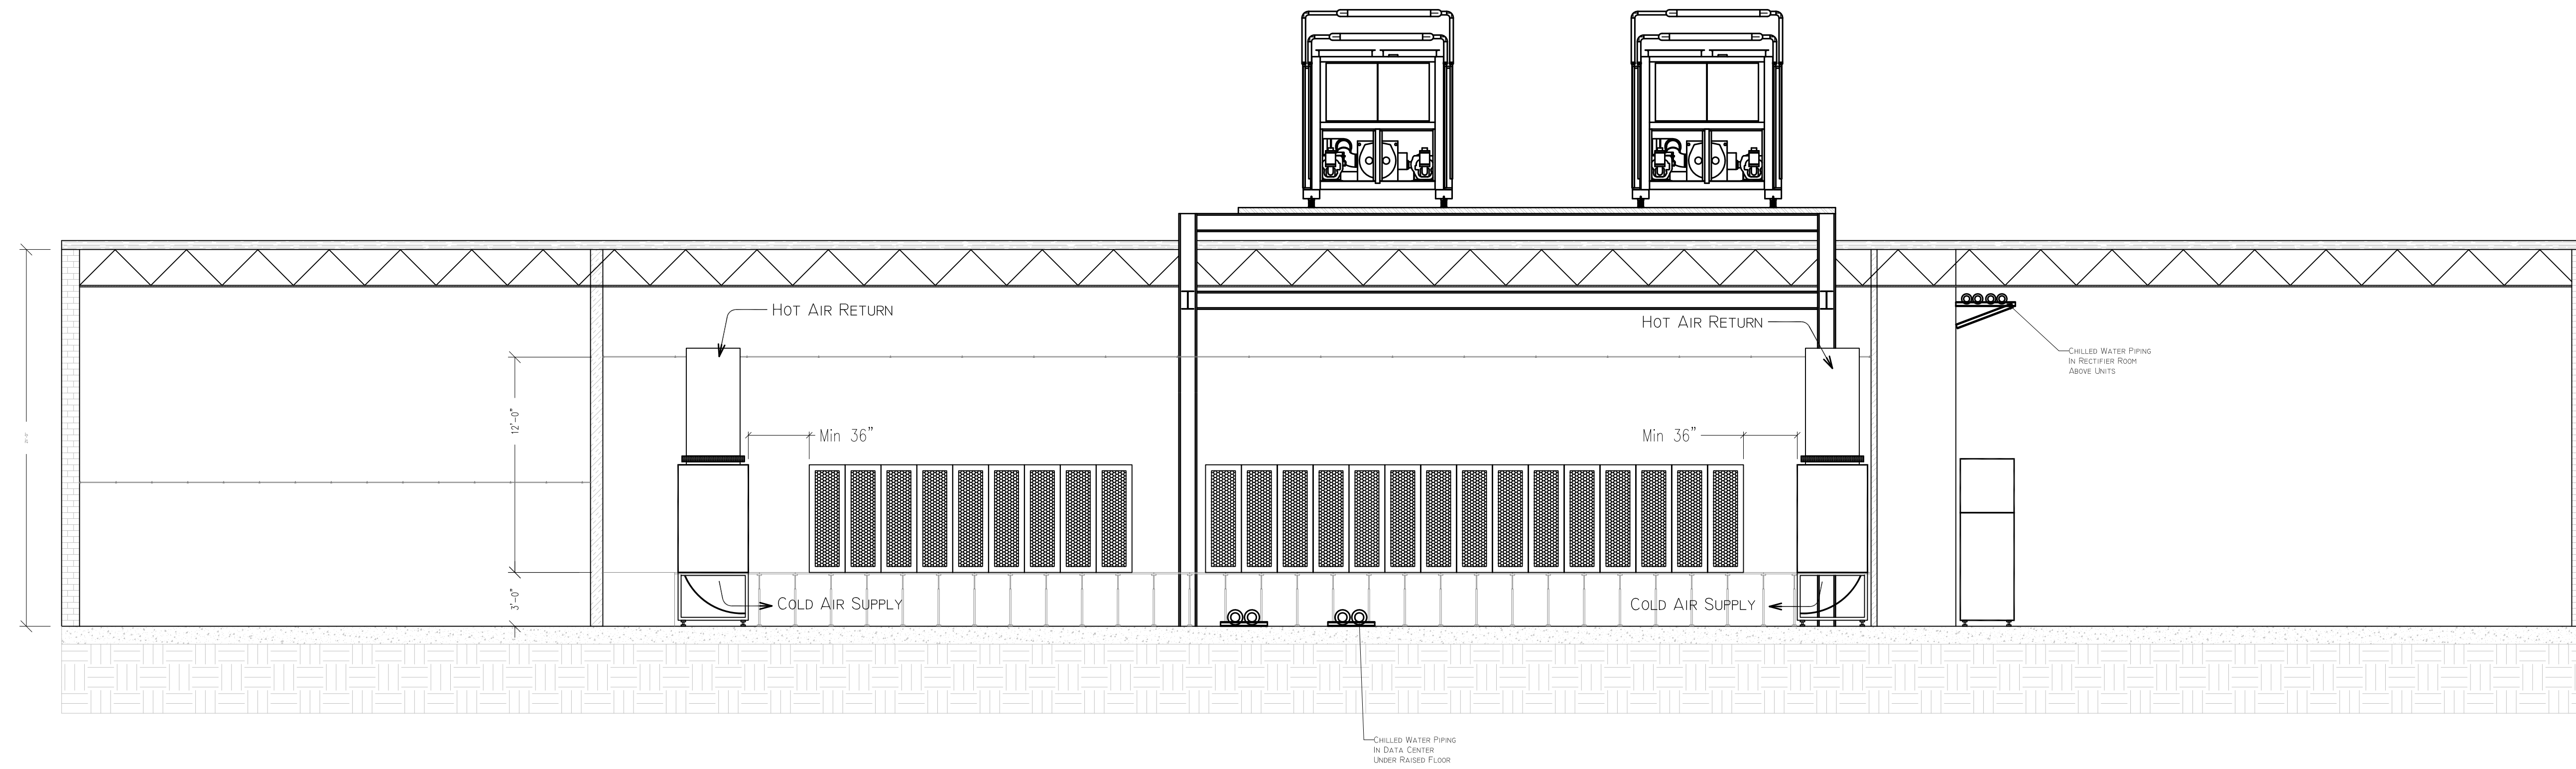 Hot Air Return
Hot Air Return
Chilled Water Piping
In Rectifier Room
Above Units
12'-0"
Min 36"
Min 36"
3'-0"
Cold Air Supply
Cold Air Supply
Chilled Water Piping
In Data Center
Under Raised Floor